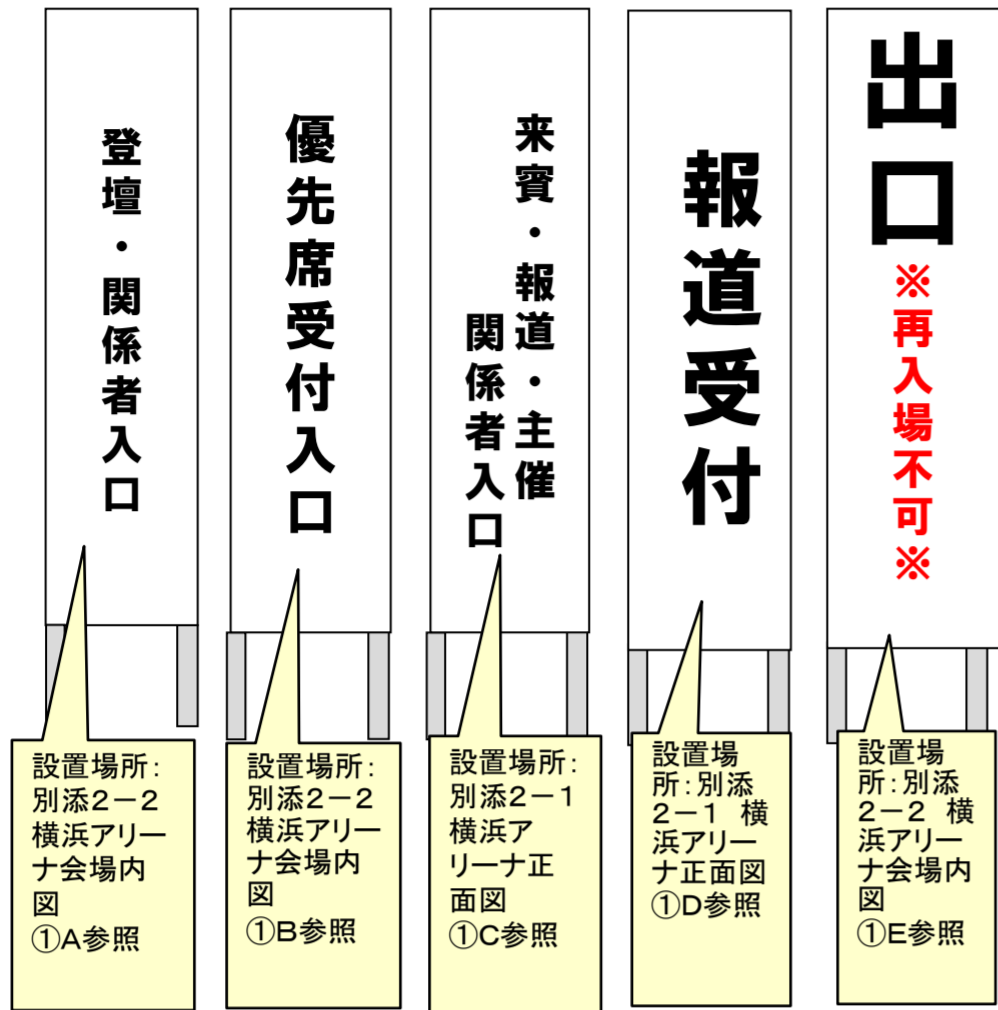 登壇・関係者入口
優先席受付入口
来賓・報道・主催
関係者入口
報道受付
出口
※再入場不可※
設置場所：
別添２－２
横浜アリー
ナ会場内
図
①Ａ参照
設置場所：
別添２－２
横浜アリー
ナ会場内
図
①Ｂ参照
設置場所：
別添２－１
横浜ア
リーナ正
面図
①Ｃ参照
設置場
所：別添
２－１ 横
浜アリー
ナ正面図
①Ｄ参照
設置場
所：別添
２－２ 横
浜アリー
ナ会場内
図
①Ｅ参照